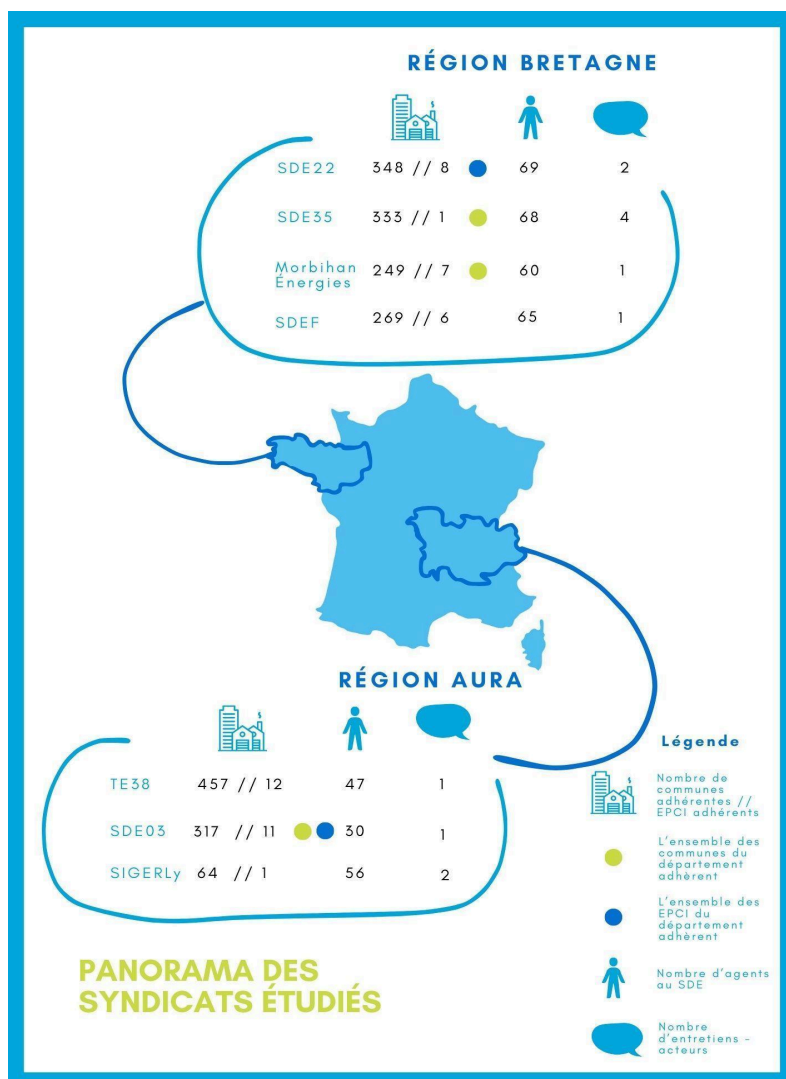 RÉGION BRETAGNE
SDE22 348 // 8 69 2
SDE35 333 // 1 68 4
Morbihan
Énergies 249 // 7 60 1
SDEF 269 // 6 65 1
RÉGION AURA
TE38 457 // 12 47 1
SDE03 317 // 11 30 1
SIGERLy 64 // 1 56 2
Légende
Nombre de
communes
adhérentes //
EPCI adhérents
L'ensemble des
communes du
département
adhèrent
L'ensemble des
EPCI du
département
adhèrent
Nombre d'agents
au SDE
Nombre
d'entretiens -
acteurs
PANORAMA DES
SYNDICATS ÉTUDIÉS